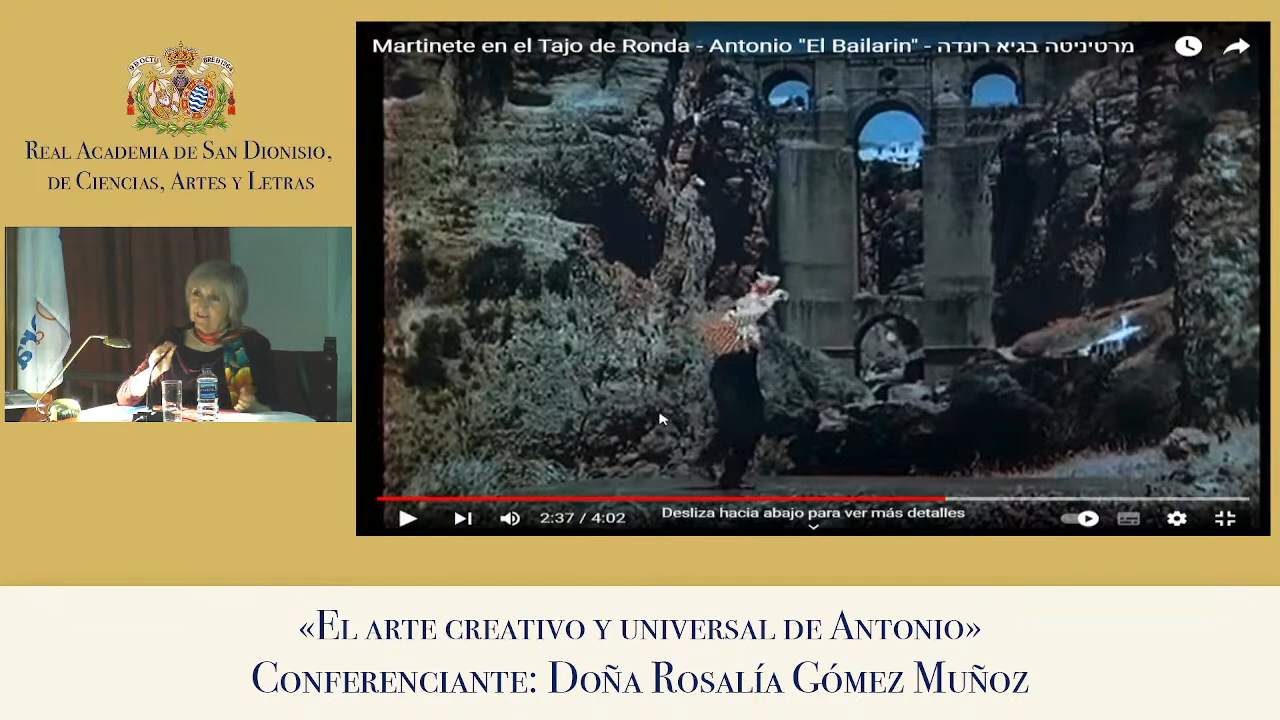 Real Academia de San Dionisio,
de Ciencias, Artes y Letras
Martinete en el Tajo de Ronda - Antonio "El Bailarin" - מרטיניטה בגיא רונדה
2:37 / 4:02
Desliza hacia abajo para ver más detalles
«El arte creativo y universal de Antonio»
Conferenciante: Doña Rosalía Gómez Muñoz